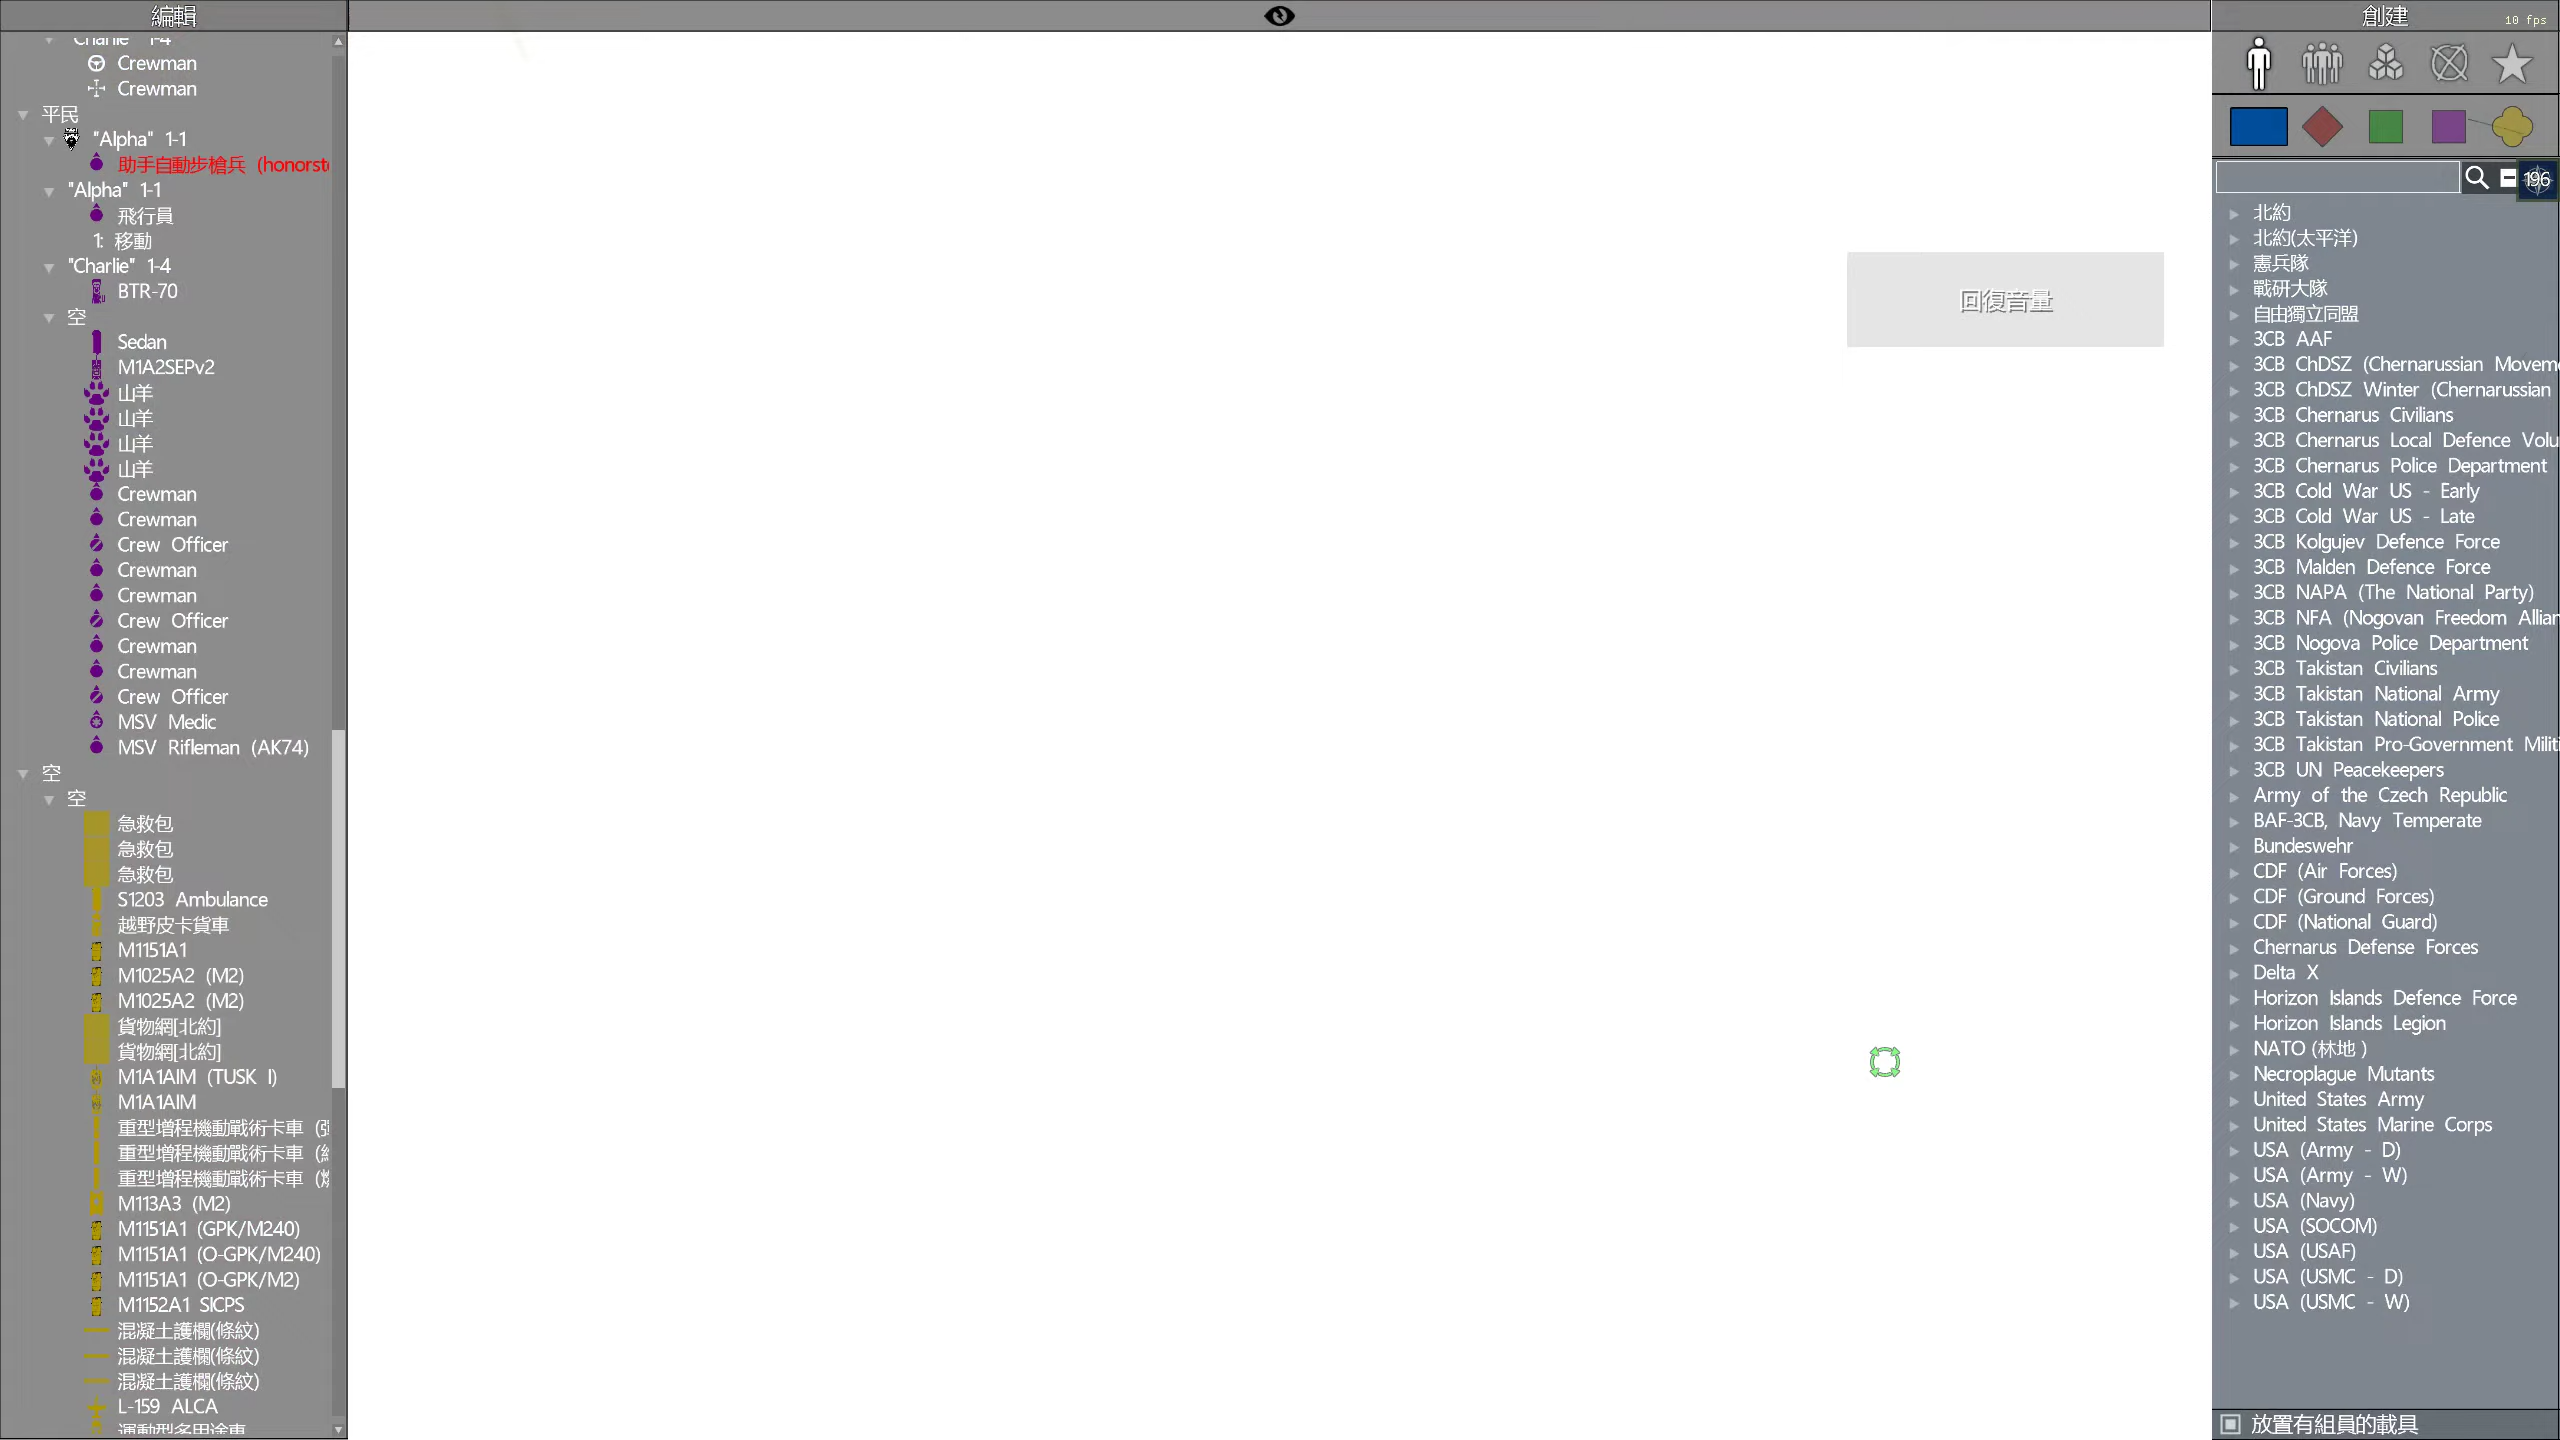 編輯
Charlie 1-4
Crewman
Crewman
平民
"Alpha" 1-1
助手自動步槍兵 (honorst
"Alpha" 1-1
飛行員
1: 移動
"Charlie" 1-4
BTR-70
空
Sedan
M1A2SEPv2
山羊
山羊
山羊
山羊
Crewman
Crewman
Crew Officer
Crewman
Crewman
Crew Officer
Crewman
Crewman
Crew Officer
MSV Medic
MSV Rifleman (AK74)
空
空
急救包
急救包
急救包
S1203 Ambulance
越野皮卡貨車
M1151A1
M1025A2 (M2)
M1025A2 (M2)
貨物網[北約]
貨物網[北約]
M1A1AIM (TUSK I)
M1A1AIM
重型增程機動戰術卡車
重型增程機動戰術卡車
重型增程機動戰術卡車
M113A3 (M2)
M1151A1 (GPK/M240)
M1151A1 (O-GPK/M240)
M1151A1 (O-GPK/M2)
M1152A1 SICPS
混凝土護欄(條紋)
混凝土護欄(條紋)
混凝土護欄(條紋)
L-159 ALCA
運動型多用途車
回復音量
創建
10 fps
196
北約
北約(太平洋)
憲兵隊
戰研大隊
自由獨立同盟
3CB AAF
3CB ChDSZ (Chernarussian Movem
3CB ChDSZ Winter (Chernarussian
3CB Chernarus Civilians
3CB Chernarus Local Defence Volu
3CB Chernarus Police Department
3CB Cold War US - Early
3CB Cold War US - Late
3CB Kolgujev Defence Force
3CB Malden Defence Force
3CB NAPA (The National Party)
3CB NFA (Nogovan Freedom Allian
3CB Nogova Police Department
3CB Takistan Civilians
3CB Takistan National Army
3CB Takistan National Police
3CB Takistan Pro-Government Milit
3CB UN Peacekeepers
Army of the Czech Republic
BAF-3CB, Navy Temperate
Bundeswehr
CDF (Air Forces)
CDF (Ground Forces)
CDF (National Guard)
Chernarus Defense Forces
Delta X
Horizon Islands Defence Force
Horizon Islands Legion
NATO (林地 )
Necroplague Mutants
United States Army
United States Marine Corps
USA (Army - D)
USA (Army - W)
USA (Navy)
USA (SOCOM)
USA (USAF)
USA (USMC - D)
USA (USMC - W)
放置有組員的載具